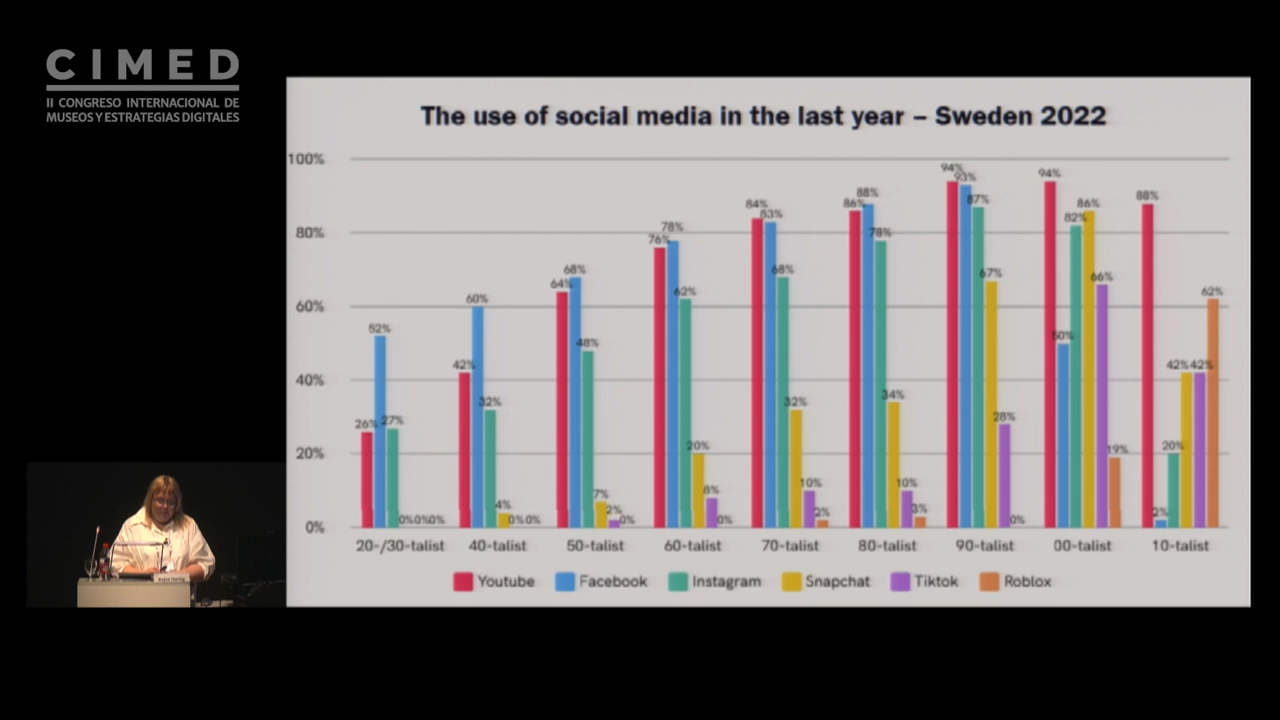 CIMED
II CONGRESO INTERNACIONAL DE
MUSEOS Y ESTRATEGIAS DIGITALES
The use of social media in the last year – Sweden 2022
100%
80%
60%
40%
20%
0%
26% 52% 27% 0% 0% 0%
42% 60% 32% 4% 0% 0%
64% 68% 48% 7% 2% 0%
76% 78% 62% 20% 8% 0%
84% 83% 68% 32% 10% 2%
86% 88% 78% 34% 10% 3%
94% 93% 87% 67% 28% 0%
94% 50% 82% 86% 66% 19%
88% 2% 20% 42% 42% 62%
20-/30-talist 40-talist 50-talist 60-talist 70-talist 80-talist 90-talist 00-talist 10-talist
Youtube Facebook Instagram Snapchat Tiktok Roblox